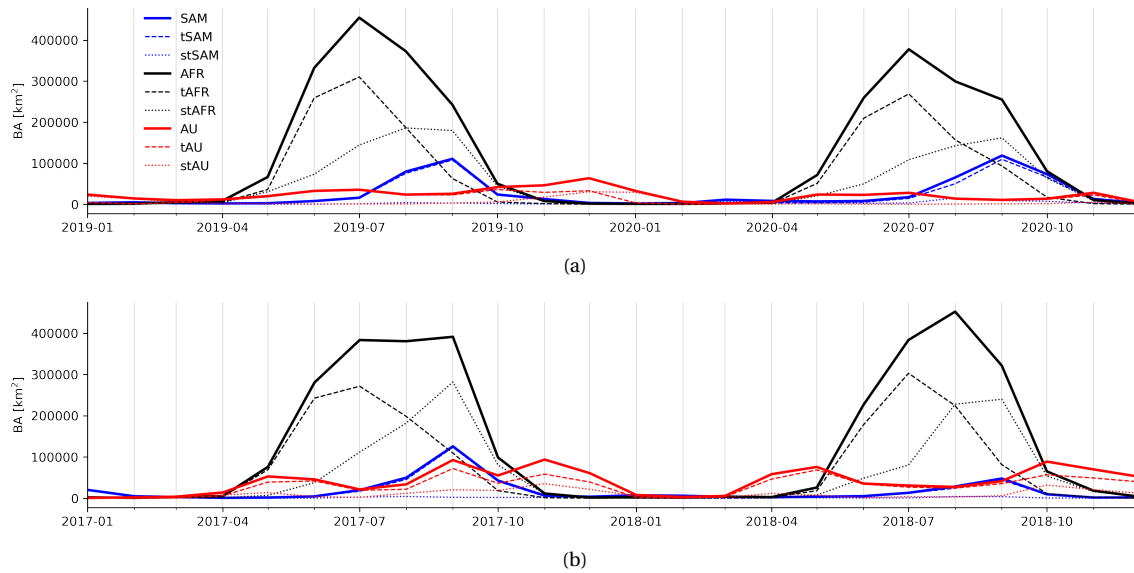 SAM
tSAM
stSAM
AFR
tAFR
stAFR
AU
tAU
stAU
BA [km²]
400000
300000
200000
100000
0
2019-01 2019-04 2019-07 2019-10 2020-01 2020-04 2020-07 2020-10
(a)
BA [km²]
400000
300000
200000
100000
0
2017-01 2017-04 2017-07 2017-10 2018-01 2018-04 2018-07 2018-10
(b)